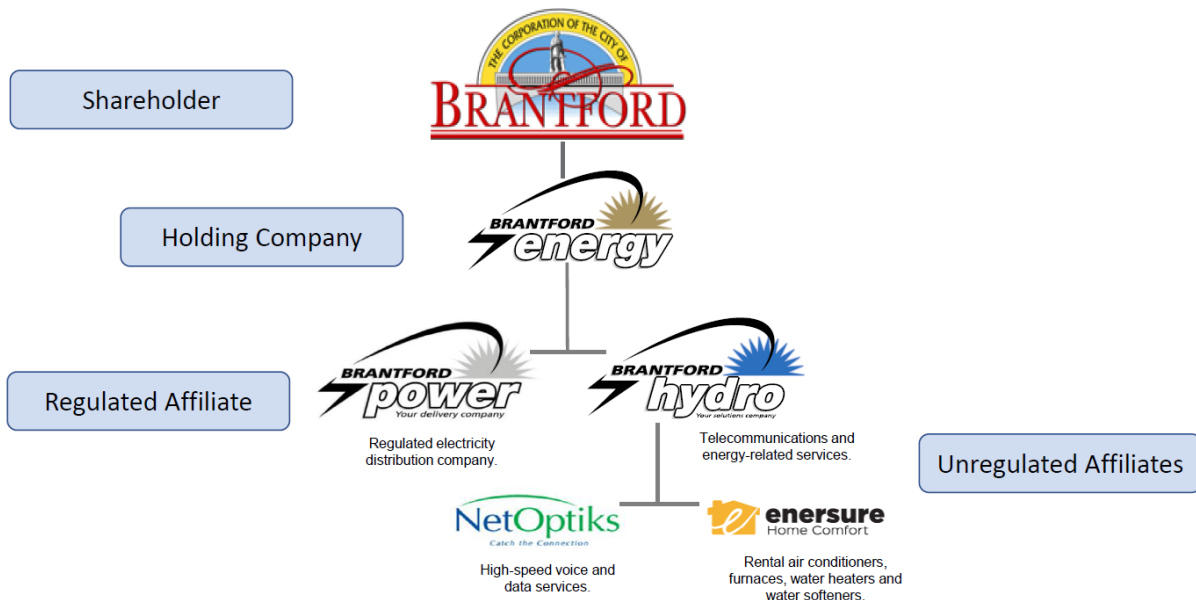 THE CORPORATION OF THE CITY OF
BRANTFORD
Shareholder
BRANTFORD
energy
Holding Company
BRANTFORD
power
Your delivery company
BRANTFORD
hydro
Your solutions company
Regulated Affiliate
Regulated electricity
distribution company.
Telecommunications and
energy-related services.
Unregulated Affiliates
NetOptiks
Catch the Connection
enersure
Home Comfort
High-speed voice and
data services.
Rental air conditioners,
furnaces, water heaters and
water softeners.